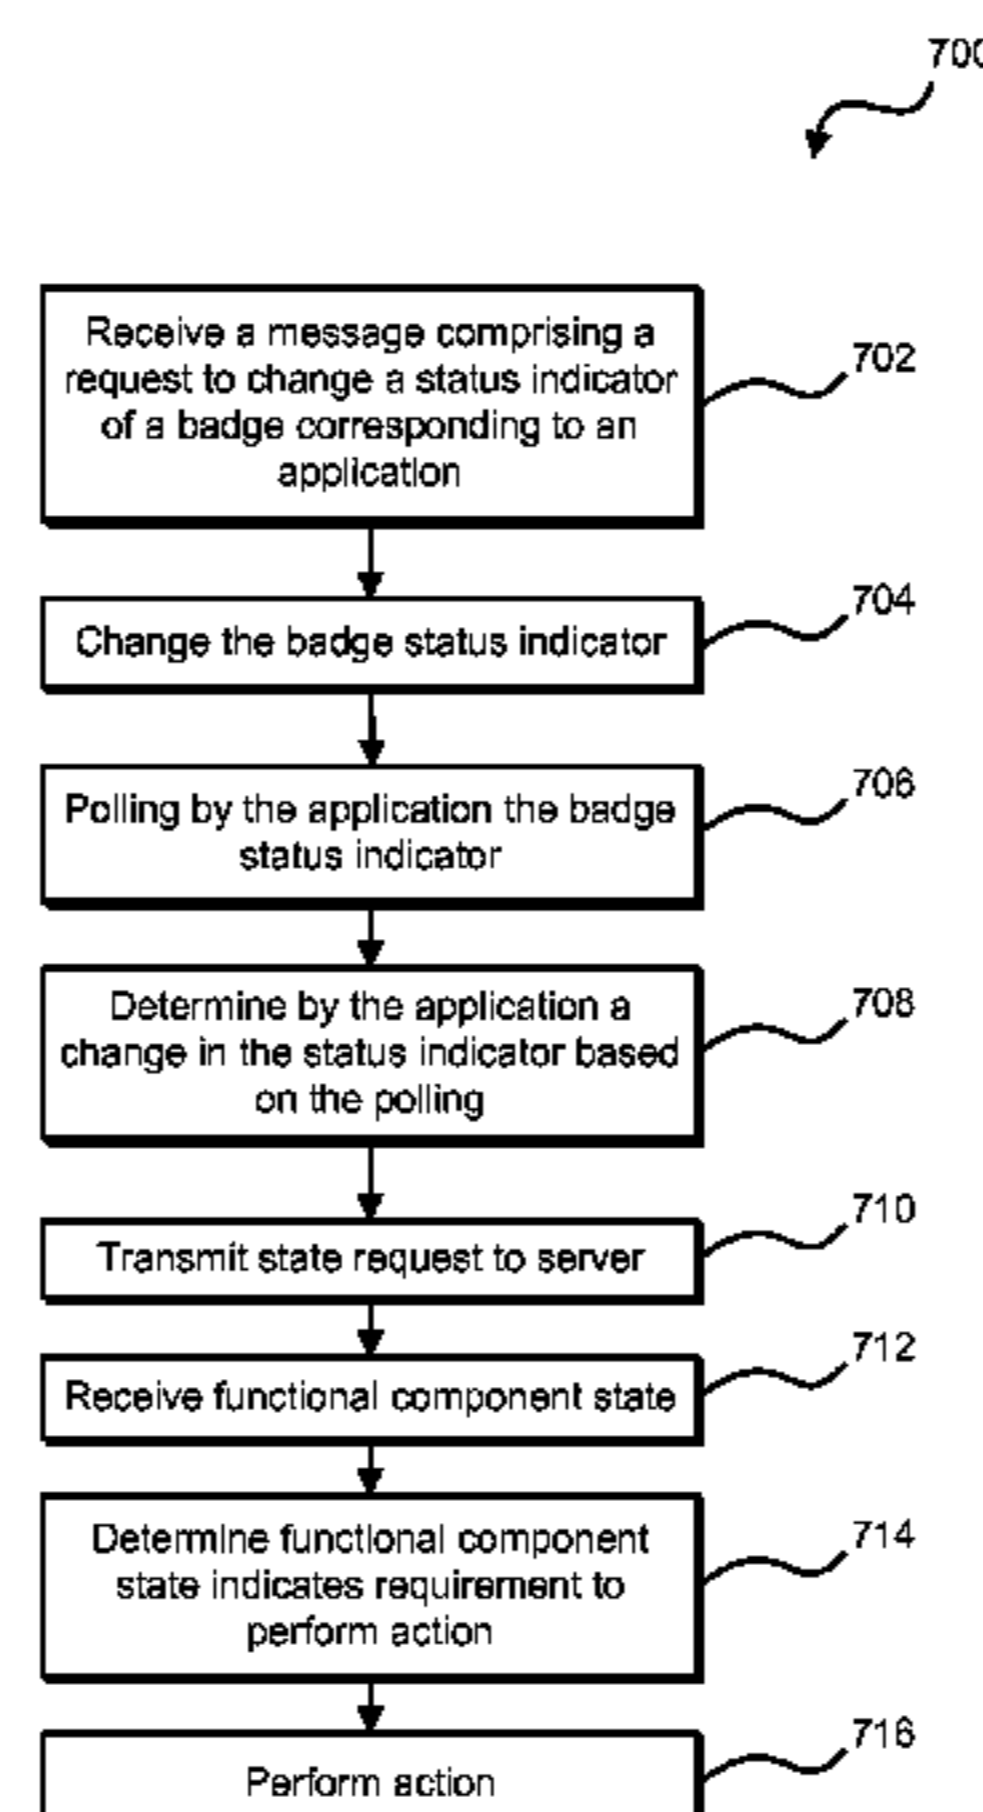 700
Receive a message comprising a
request to change a status indicator
of a badge corresponding to an
application
702
Change the badge status indicator
704
Polling by the application the badge
status indicator
706
Determine by the application a
change in the status indicator based
on the polling
708
Transmit state request to server
710
Receive functional component state
712
Determine functional component
state indicates requirement to
perform action
714
Perform action
716